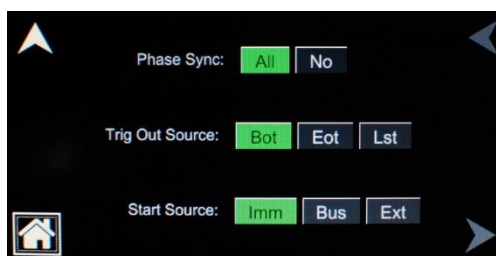 Phase Sync: All No
Trig Out Source: Bot Eot Lst
Start Source: Imm Bus Ext